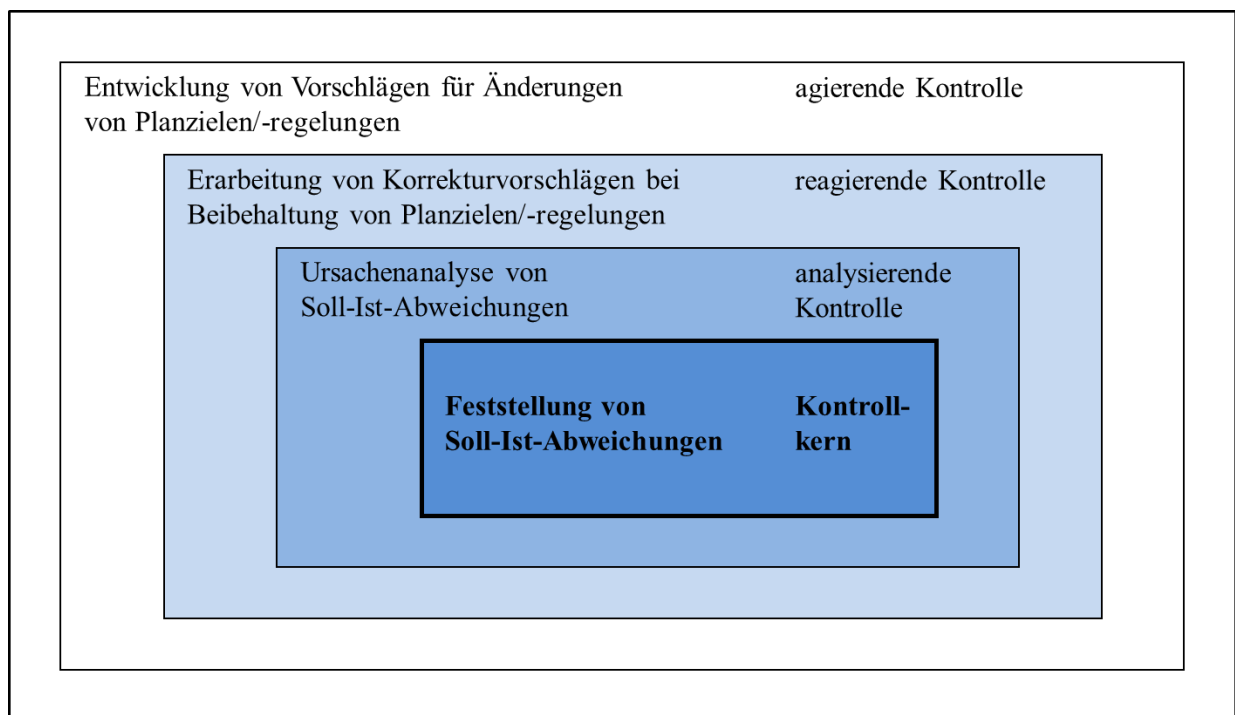 Entwicklung von Vorschlägen für Änderungen
von Planzielen/-regelungen
agierende Kontrolle
Erarbeitung von Korrekturvorschlägen bei
Beibehaltung von Planzielen/-regelungen
reagierende Kontrolle
Ursachenanalyse von
Soll-Ist-Abweichungen
analysierende
Kontrolle
Feststellung von
Soll-Ist-Abweichungen
Kontroll-
kern